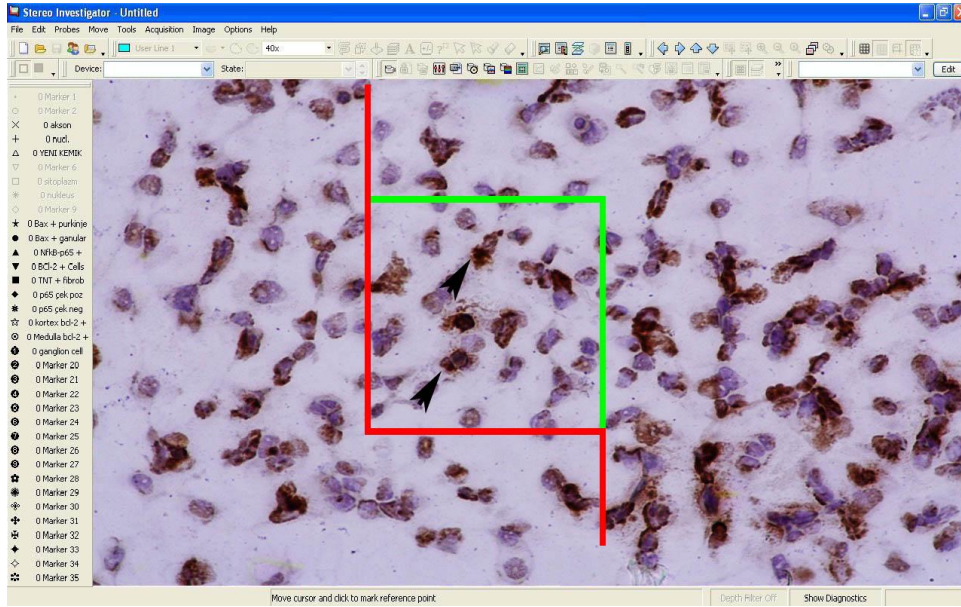 Stereo Investigator - Untitled
File Edit Probes Move Tools Acquisition Image Options Help
User Line 1 40x
Device: State: Edit
0 Marker 1
0 Marker 2
0 akson
0 nucl.
0 YENI KEMIK
0 Marker 6
0 sitoplazm
0 nukleus
0 Marker 9
0 Bax + purkinje
0 Bax + ganular
0 NfkB-p65 +
0 BCl-2 + Cells
0 TNT + fibrob
0 p65 çek poz
0 p65 çek neg
0 kortex bcl-2 +
0 Medulla bcl-2 +
0 ganglion cell
0 Marker 20
0 Marker 21
0 Marker 22
0 Marker 23
0 Marker 24
0 Marker 25
0 Marker 26
0 Marker 27
0 Marker 28
0 Marker 29
0 Marker 30
0 Marker 31
0 Marker 32
0 Marker 33
0 Marker 34
0 Marker 35
Move cursor and click to mark reference point Depth Filter Off Show Diagnostics